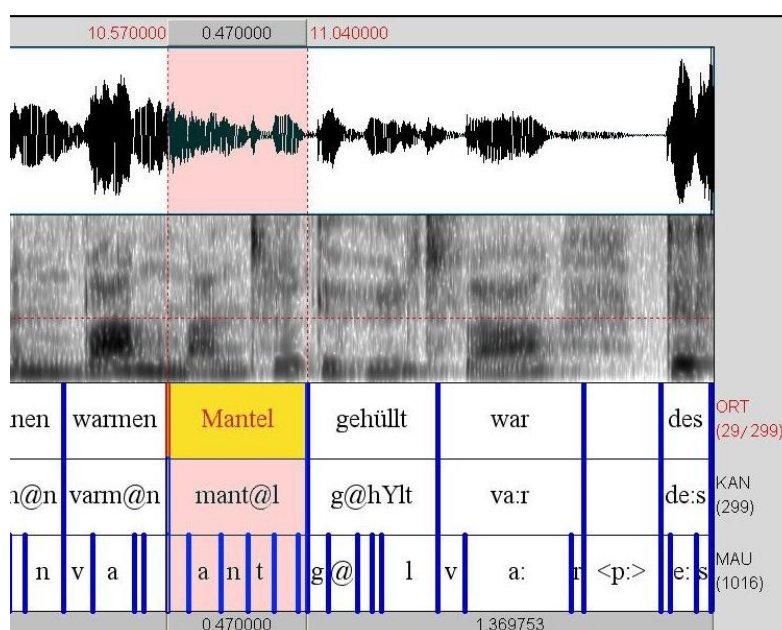 10.570000 0.470000 11.040000
nen warmen Mantel gehüllt war des ORT
(29/299)
n@n varm@n mant@l g@hYlt va:r de:s KAN
(299)
n v a a n t g @ l v a: r <p:> e: s MAU
(1016)
0.470000 1.369753